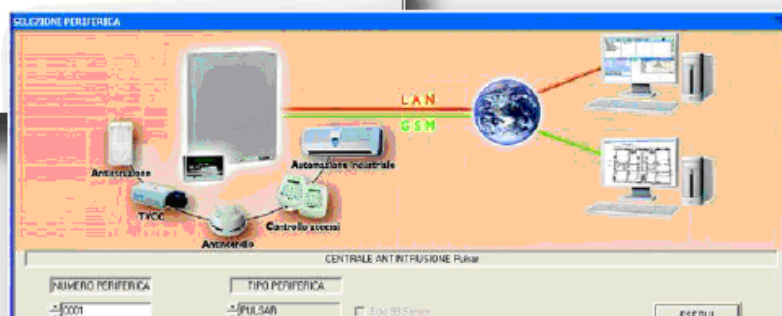 SELEZIONE PERIFERICA
LAN
GSM
Automazione Industriale
Antintrusione
TVCC
Controllo accessi
Antincendio
CENTRALE ANTINTRUSIONE Pulsar
NUMERO PERIFERICA
TIPO PERIFERICA
0001
PULSAR
ESEGUI